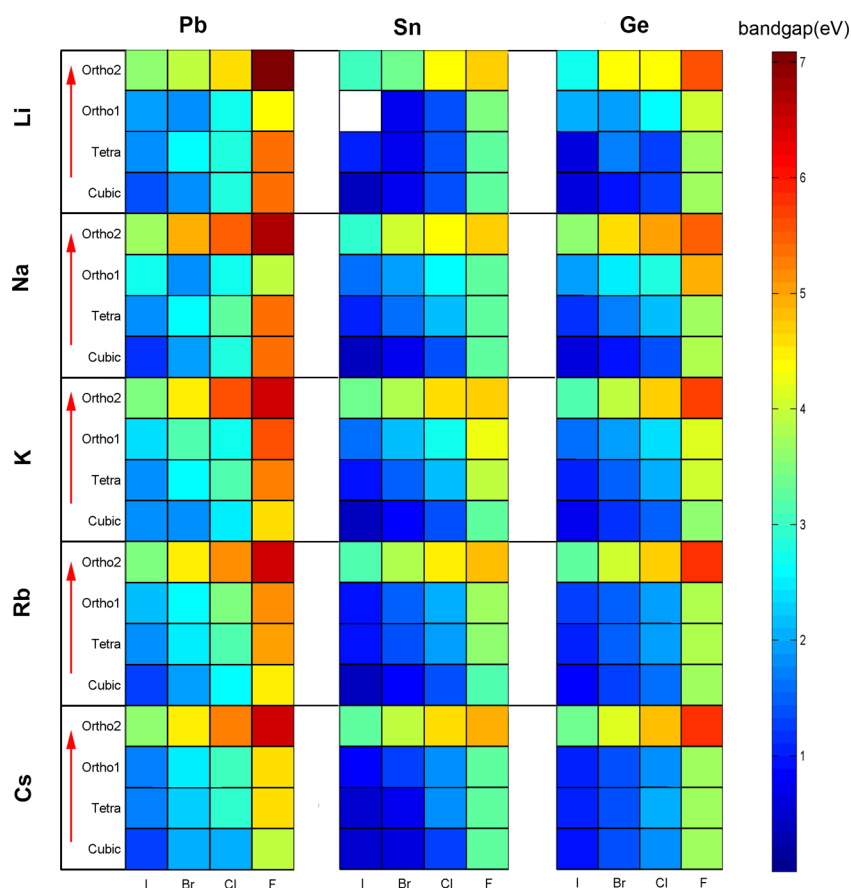 Pb Sn Ge bandgap(eV)
Li
Ortho2
Ortho1
Tetra
Cubic
Na
Ortho2
Ortho1
Tetra
Cubic
K
Ortho2
Ortho1
Tetra
Cubic
Rb
Ortho2
Ortho1
Tetra
Cubic
Cs
Ortho2
Ortho1
Tetra
Cubic
I Br Cl F I Br Cl F I Br Cl F
7
6
5
4
3
2
1